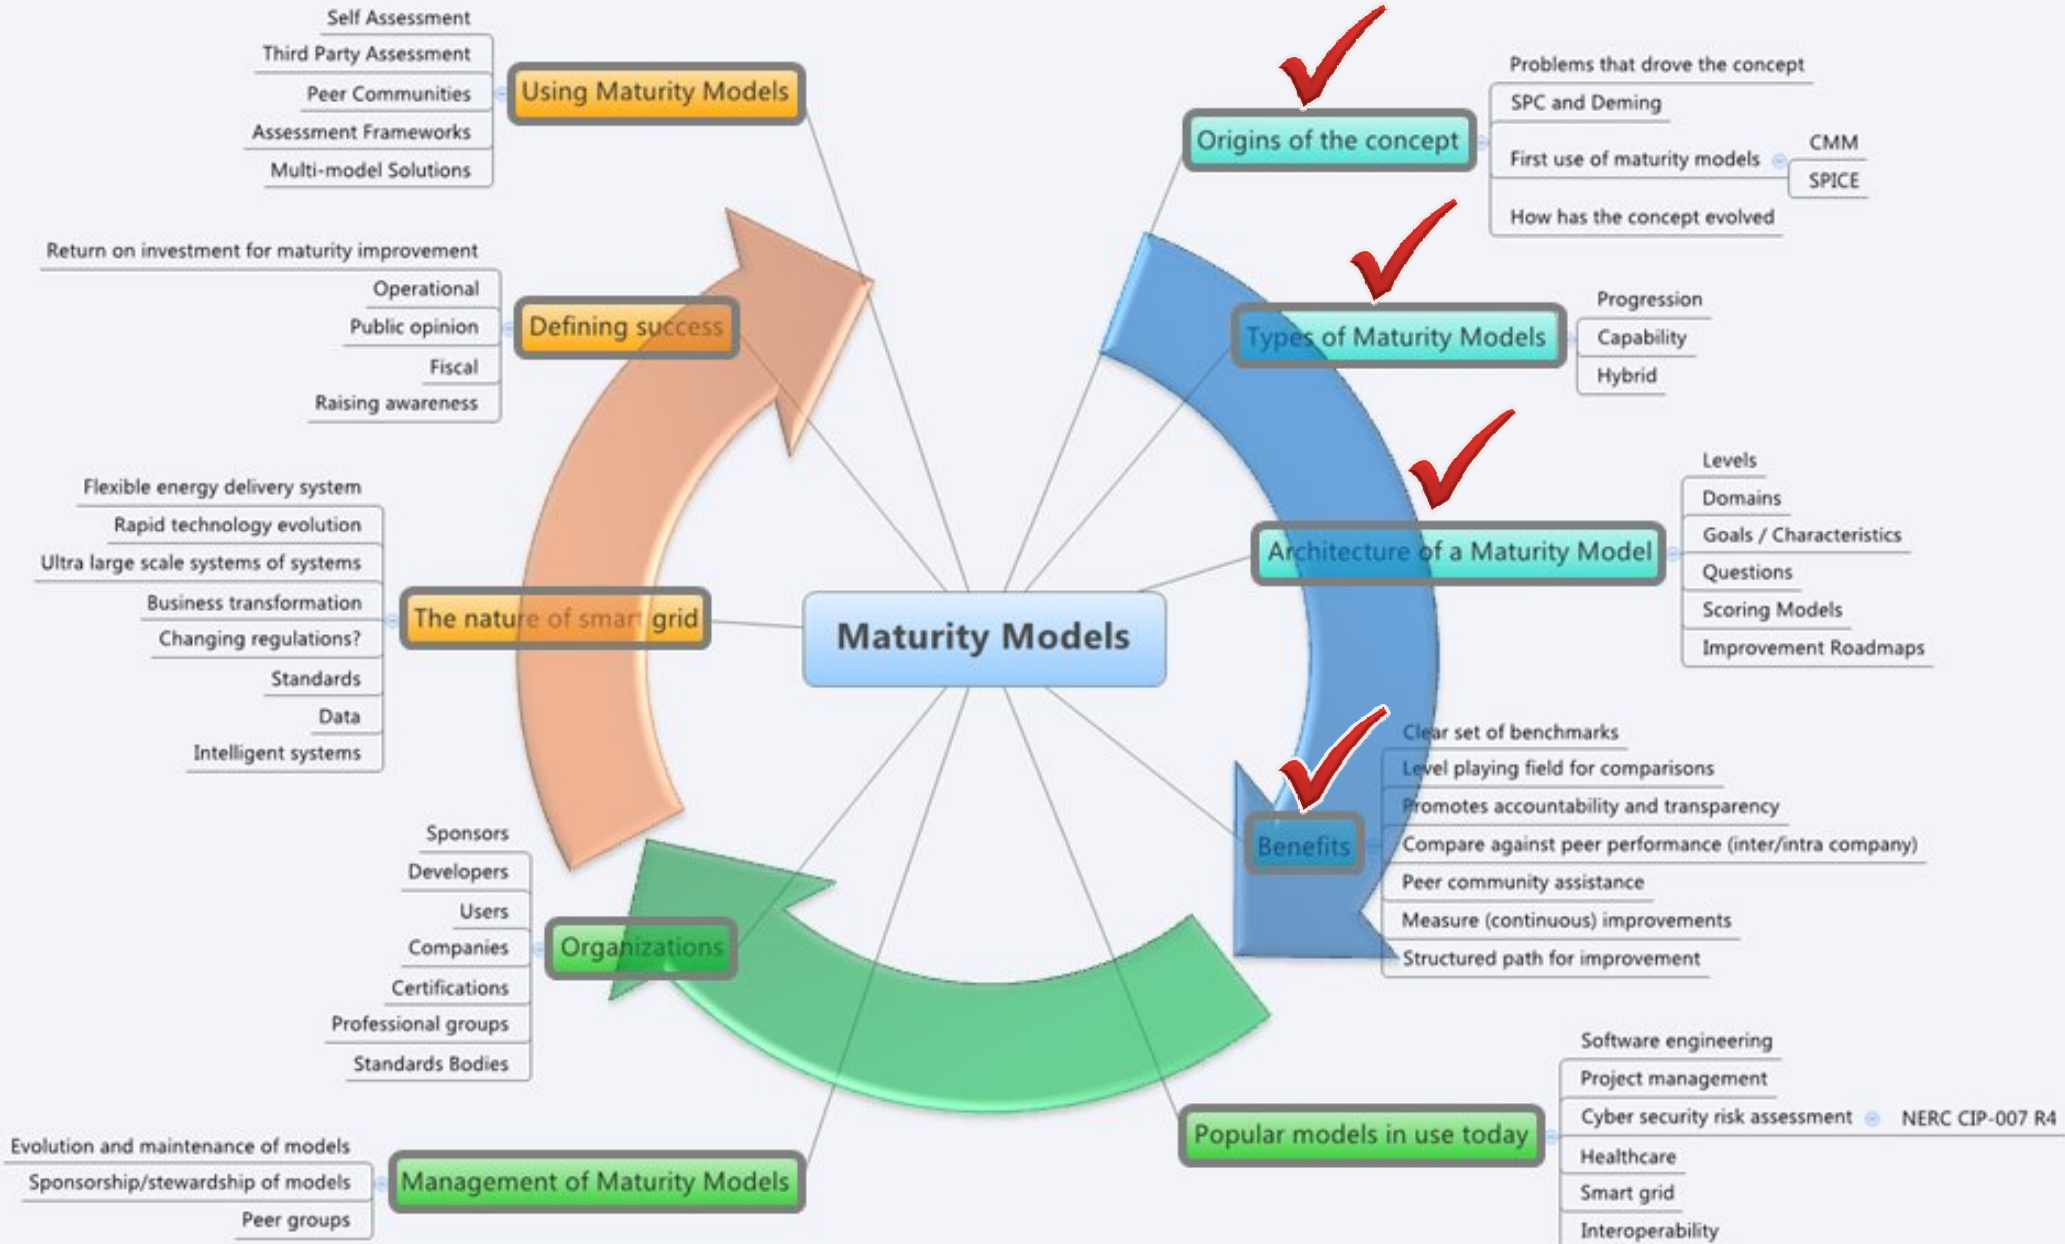 Self Assessment
Third Party Assessment
Peer Communities
Assessment Frameworks
Multi-model Solutions
Using Maturity Models
Return on investment for maturity improvement
Operational
Public opinion
Fiscal
Raising awareness
Defining success
Flexible energy delivery system
Rapid technology evolution
Ultra large scale systems of systems
Business transformation
Changing regulations?
Standards
Data
Intelligent systems
The nature of smart grid
Sponsors
Developers
Users
Companies
Certifications
Professional groups
Standards Bodies
Organizations
Evolution and maintenance of models
Sponsorship/stewardship of models
Peer groups
Management of Maturity Models
Maturity Models
Origins of the concept
Problems that drove the concept
SPC and Deming
First use of maturity models
CMM
SPICE
How has the concept evolved
Types of Maturity Models
Progression
Capability
Hybrid
Architecture of a Maturity Model
Levels
Domains
Goals / Characteristics
Questions
Scoring Models
Improvement Roadmaps
Benefits
Clear set of benchmarks
Level playing field for comparisons
Promotes accountability and transparency
Compare against peer performance (inter/intra company)
Peer community assistance
Measure (continuous) improvements
Structured path for improvement
Popular models in use today
Software engineering
Project management
Cyber security risk assessment
NERC CIP-007 R4
Healthcare
Smart grid
Interoperability